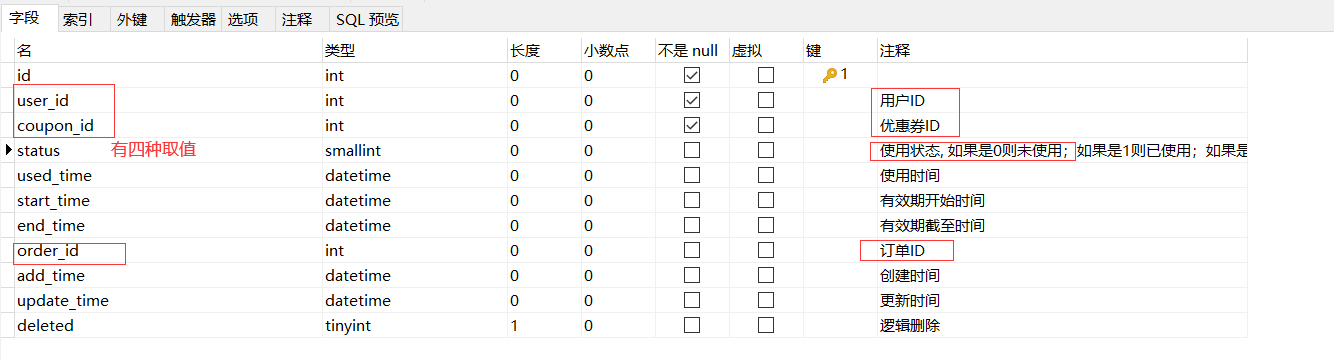 字段 索引 外键 触发器 选项 注释 SQL 预览
名 类型 长度 小数点 不是 null 虚拟 键 注释
id int 0 0 1
user_id int 0 0 用户ID
coupon_id int 0 0 优惠券ID
status 有四种取值 smallint 0 0 使用状态, 如果是0则未使用；如果是1则已使用；如果是
used_time datetime 0 0 使用时间
start_time datetime 0 0 有效期开始时间
end_time datetime 0 0 有效期截至时间
order_id int 0 0 订单ID
add_time datetime 0 0 创建时间
update_time datetime 0 0 更新时间
deleted tinyint 1 0 逻辑删除